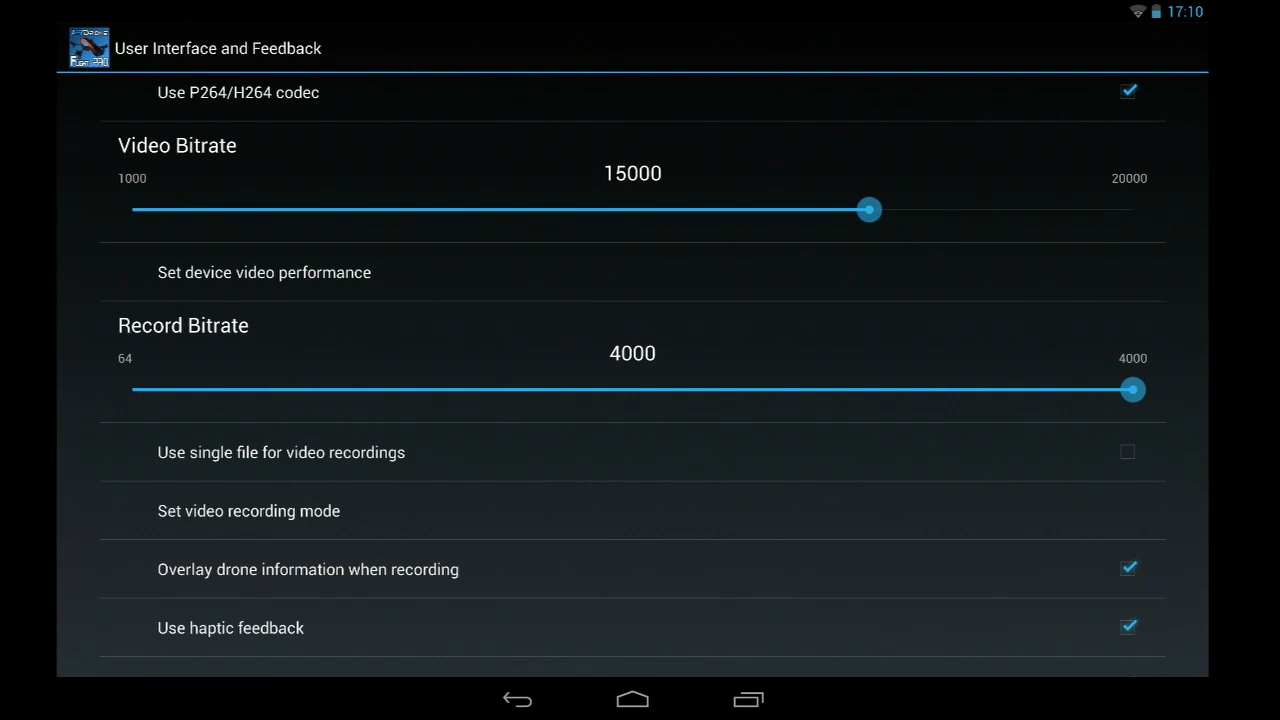 17:10
User Interface and Feedback
Use P264/H264 codec
Video Bitrate
15000
1000
20000
Set device video performance
Record Bitrate
4000
64
4000
Use single file for video recordings
Set video recording mode
Overlay drone information when recording
Use haptic feedback